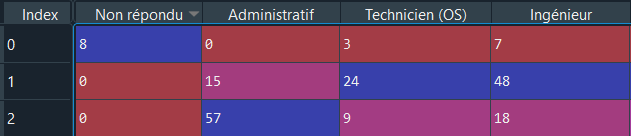 Index Non répondu Administratif Technicien (OS) Ingénieur
0 8 0 3 7
1 0 15 24 48
2 0 57 9 18